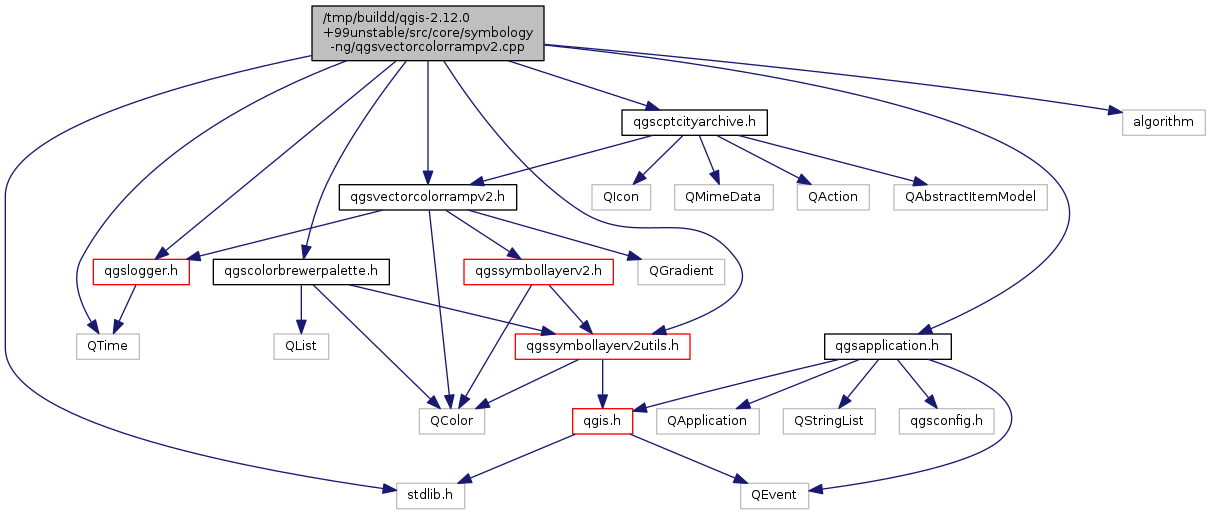 /tmp/buildd/qgis-2.12.0
+99unstable/src/core/symbology
-ng/qgsvectorcolorrampv2.cpp
qgscptcityarchive.h
algorithm
qgsvectorcolorrampv2.h
QIcon
QMimeData
QAction
QAbstractItemModel
qgslogger.h
qgscolorbrewerpalette.h
qgssymbollayerv2.h
QGradient
QTime
QList
qgssymbollayerv2utils.h
qgsapplication.h
QColor
qgis.h
QApplication
QStringList
qgsconfig.h
stdlib.h
QEvent